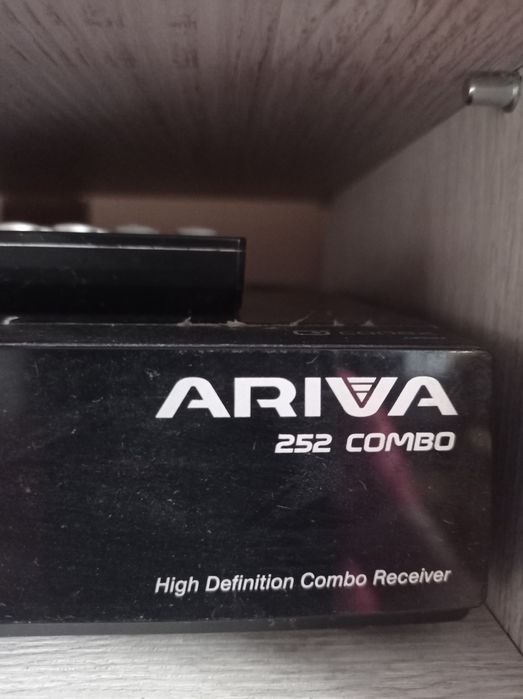 ARIVA
252 COMBO
High Definition Combo Receiver